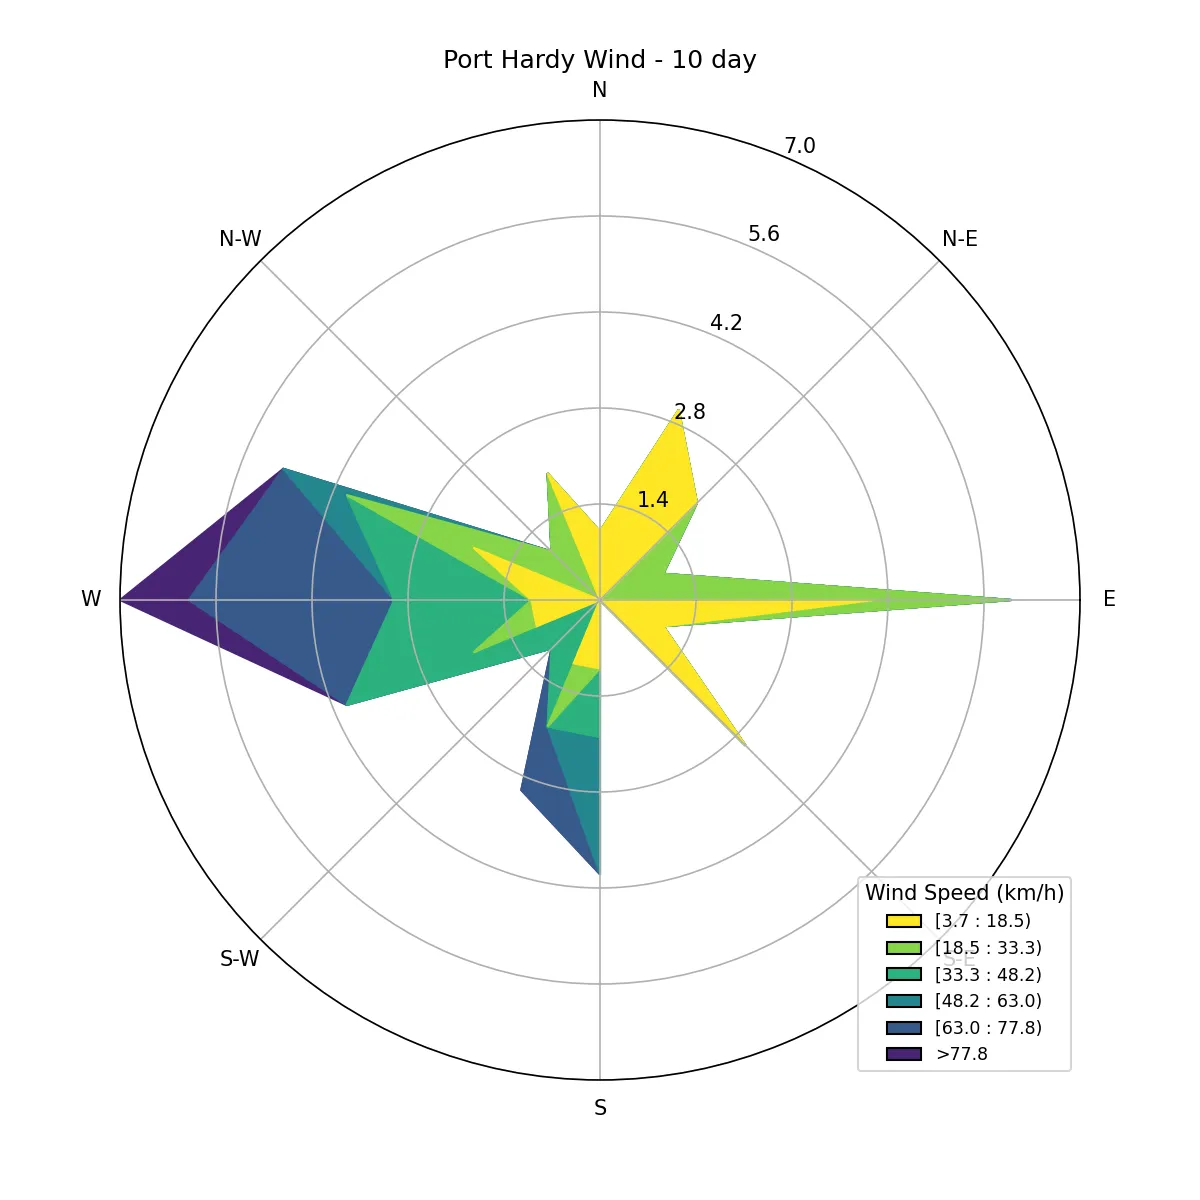 Port Hardy Wind - 10 day
N
7.0
N-W
5.6
N-E
4.2
2.8
1.4
W
E
Wind Speed (km/h)
[3.7 : 18.5)
[18.5 : 33.3)
S-W
S-E
[33.3 : 48.2)
[48.2 : 63.0)
[63.0 : 77.8)
>77.8
S